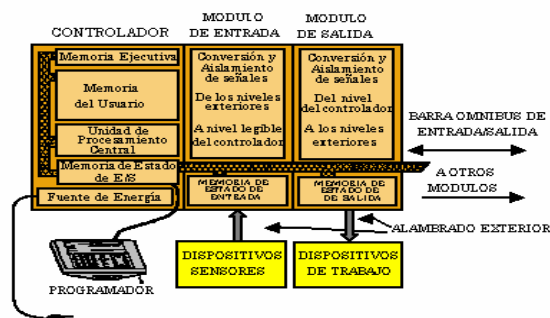 CONTROLADOR
MODULO
DE ENTRADA
MODULO
DE SALIDA
Memoria Ejecutiva
Memoria
del Usuario
Unidad de
Procesamiento
Central
Memoria de Estado
de E/S
Fuente de Energía
Conversión y
Aislamiento
de señales
De los niveles
exteriores
A nivel legible
del controlador
Conversión y
Aislamiento
de señales
Del nivel
del controlador
A los niveles
exteriores
MEMORIA DE
ESTADO DE
ENTRADA
MEMORIA DE
ESTADO DE
DE SALIDA
BARRA OMNIBUS DE
ENTRADA/SALIDA
A OTROS
MODULOS
ALAMBRADO EXTERIOR
DISPOSITIVOS
SENSORES
DISPOSITIVOS
DE TRABAJO
PROGRAMADOR